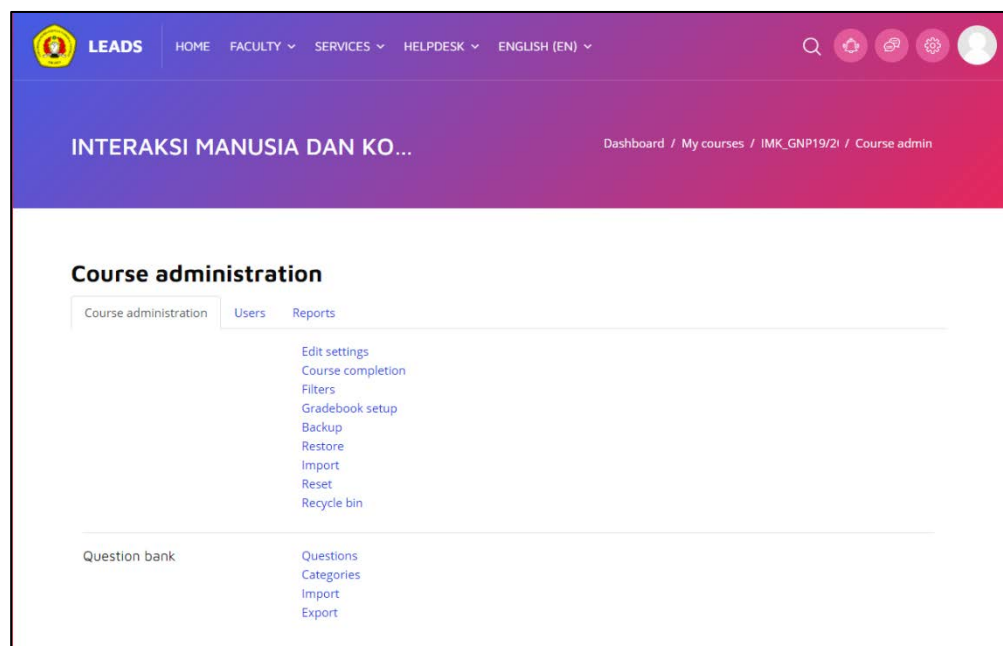 LEADS HOME FACULTY SERVICES HELPDESK ENGLISH (EN)
INTERAKSI MANUSIA DAN KO...
Dashboard / My courses / IMK_GNP19/2 / Course admin
Course administration
Course administration Users Reports
Edit settings
Course completion
Filters
Gradebook setup
Backup
Restore
Import
Reset
Recycle bin
Question bank
Questions
Categories
Import
Export